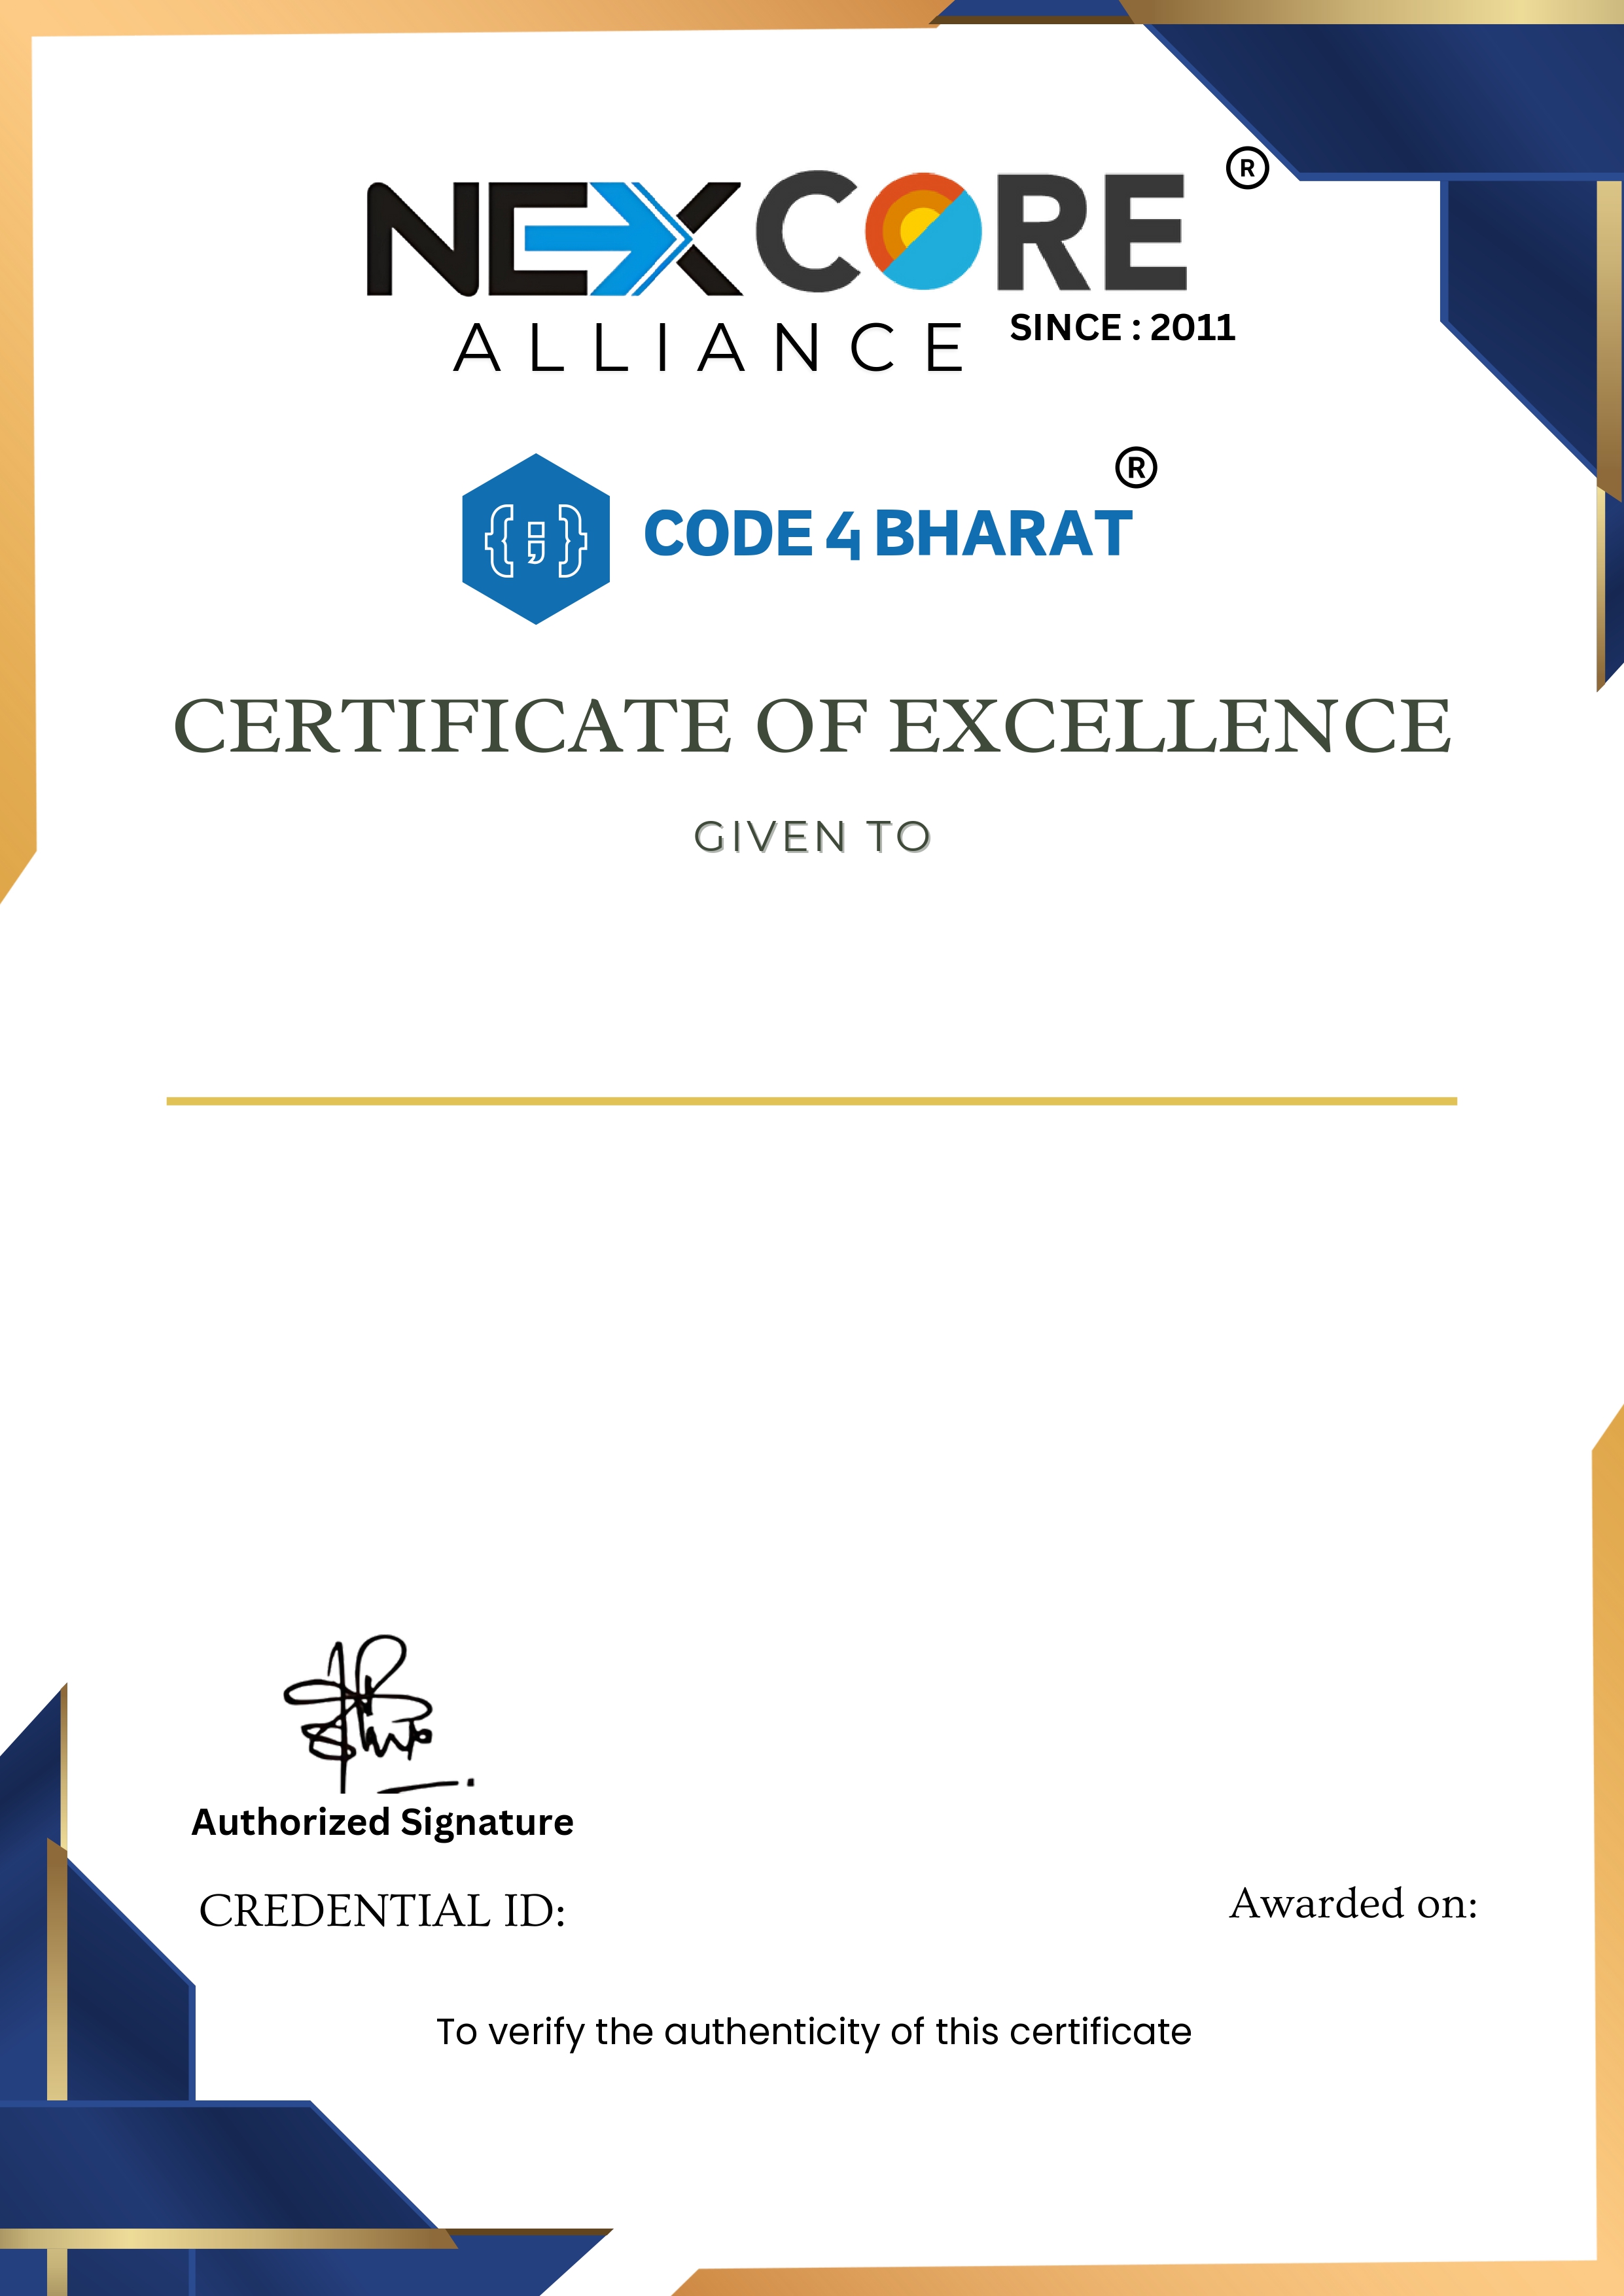 NEXCORE ®
ALLIANCE SINCE : 2011
{;} CODE 4 BHARAT ®
CERTIFICATE OF EXCELLENCE
GIVEN TO
Authorized Signature
CREDENTIAL ID:
Awarded on:
To verify the authenticity of this certificate